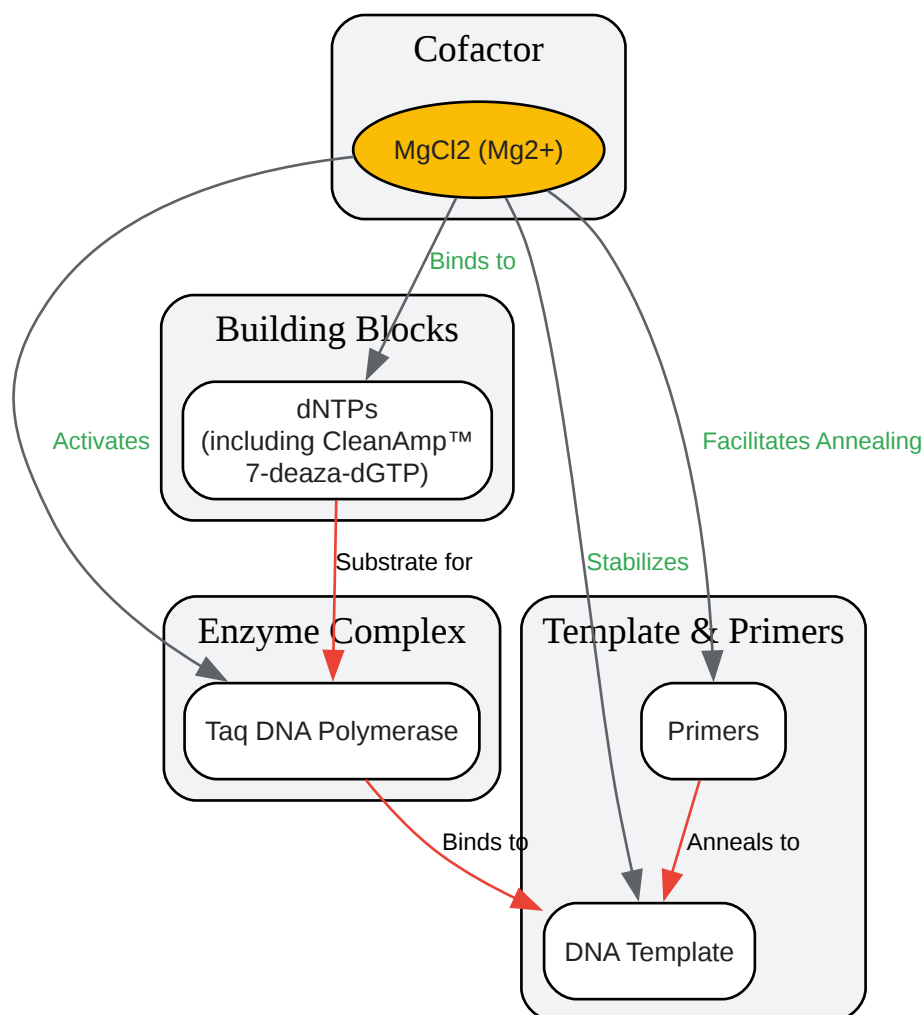 Cofactor
MgCl2 (Mg2+)
Binds to
Building Blocks
dNTPs
(including CleanAmp™
7-deaza-dGTP)
Activates
Facilitates Annealing
Substrate for
Stabilizes
Enzyme Complex
Template & Primers
Taq DNA Polymerase
Primers
Binds to
Anneals to
DNA Template